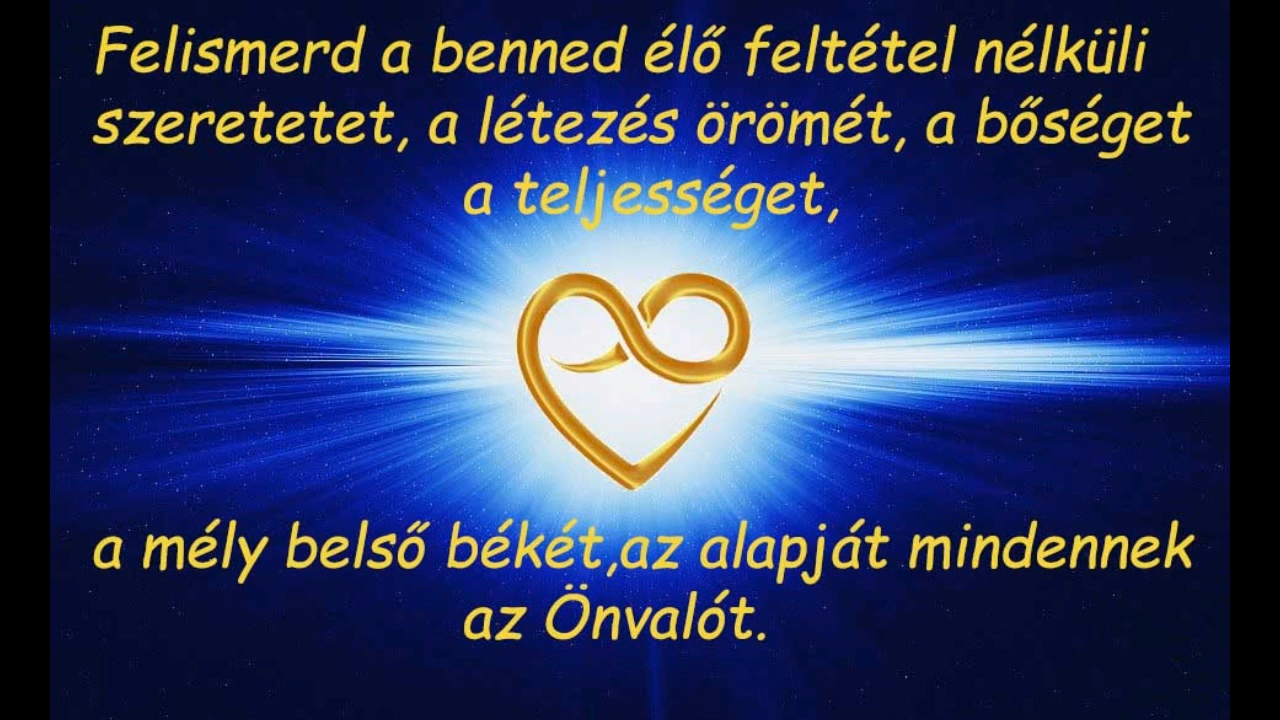 Felismerd a benned élő feltétel nélküli
szeretetet, a létezés örömét, a bőséget
a teljességet,
a mély belső békét,az alapját mindennek
az Önvalót.